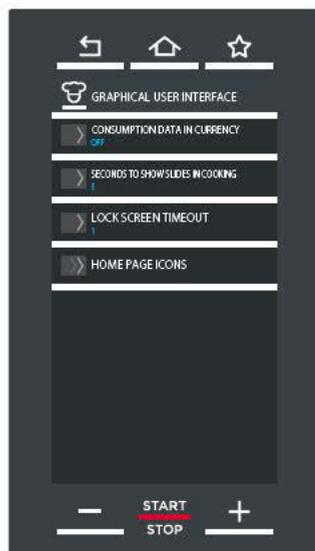 GRAPHICAL USER INTERFACE
CONSUMPTION DATA IN CURRENCY
OFF
SECONDS TO SHOW SLIDES IN COOKING
LOCK SCREEN TIMEOUT
1
HOME PAGE ICONS
START
STOP